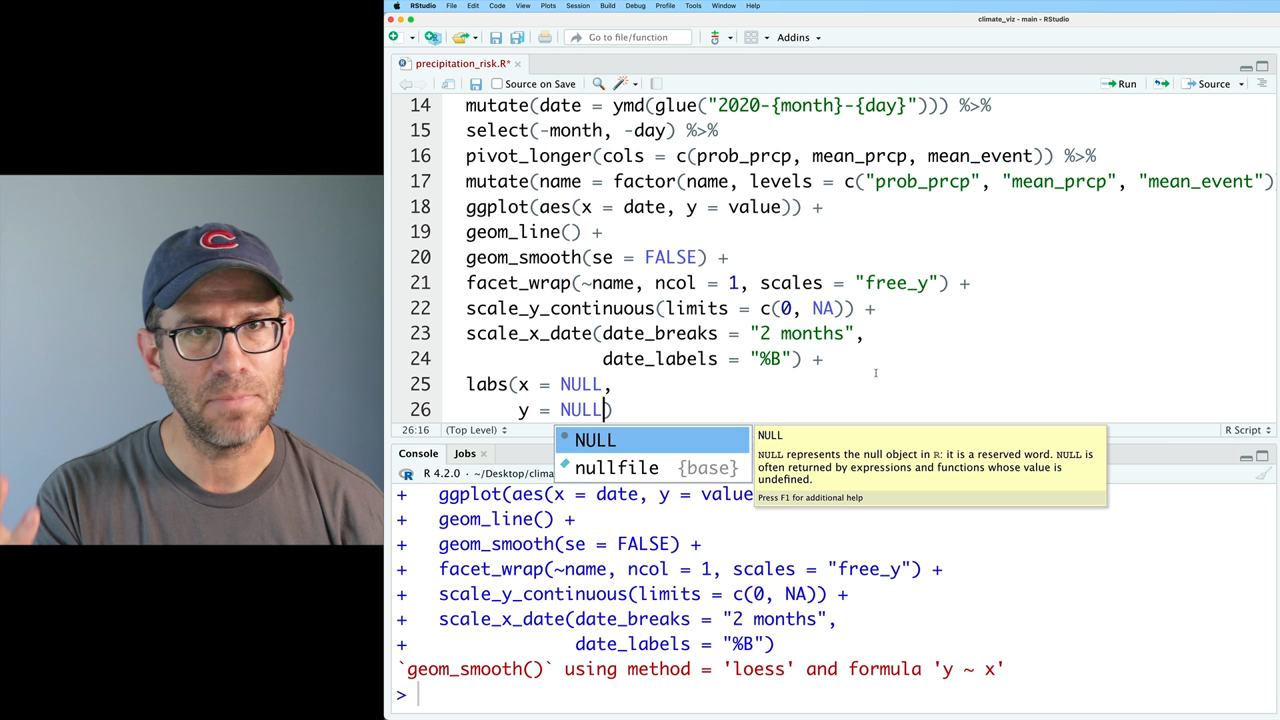 RStudio File Edit Code View Plots Session Build Debug Profile Tools Window Help
climate_viz - main - RStudio
Go to file/function Addins
precipitation_risk.R*
Source on Save Run Source
14 mutate(date = ymd(glue("2020-{month}-{day}"))) %>%
15 select(-month, -day) %>%
16 pivot_longer(cols = c(prob_prcp, mean_prcp, mean_event)) %>%
17 mutate(name = factor(name, levels = c("prob_prcp", "mean_prcp", "mean_event")
18 ggplot(aes(x = date, y = value)) +
19 geom_line() +
20 geom_smooth(se = FALSE) +
21 facet_wrap(~name, ncol = 1, scales = "free_y") +
22 scale_y_continuous(limits = c(0, NA)) +
23 scale_x_date(date_breaks = "2 months",
24 date_labels = "%B") +
25 labs(x = NULL,
26 y = NULL)
26:16 (Top Level) R Script
NULL
nullfile {base}
NULL
NULL represents the null object in R: it is a reserved word. NULL is
often returned by expressions and functions whose value is
undefined.
Press F1 for additional help
Console Jobs
R 4.2.0 · ~/Desktop/clima
+ ggplot(aes(x = date, y = value
+ geom_line() +
+ geom_smooth(se = FALSE) +
+ facet_wrap(~name, ncol = 1, scales = "free_y") +
+ scale_y_continuous(limits = c(0, NA)) +
+ scale_x_date(date_breaks = "2 months",
+ date_labels = "%B")
`geom_smooth()` using method = 'loess' and formula 'y ~ x'
>